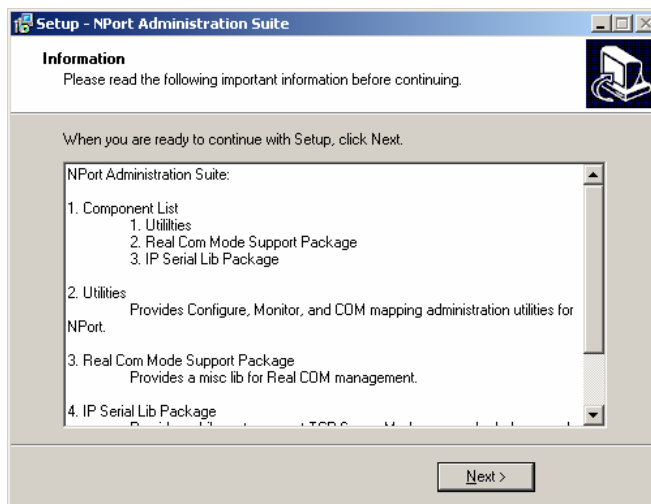 Setup - NPort Administration Suite
Information
Please read the following important information before continuing.
When you are ready to continue with Setup, click Next.
NPort Administration Suite:
1. Component List
1. Utililties
2. Real Com Mode Support Package
3. IP Serial Lib Package
2. Utilities
Provides Configure, Monitor, and COM mapping administration utilities for
NPort.
3. Real Com Mode Support Package
Provides a misc lib for Real COM management.
4. IP Serial Lib Package
Next >